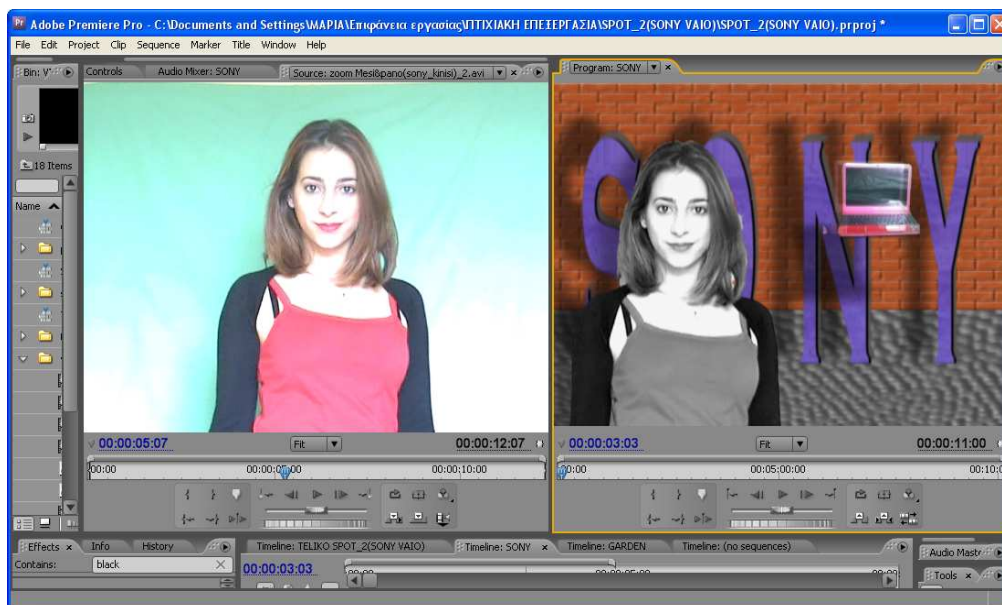 Adobe Premiere Pro - C:\Documents and Settings\ΜΑΡΙΑ\Επιφάνεια εργασίας\ΠΤΙΧΙΑΚΗ ΕΠΕΞΕΡΓΑΣΙΑ\SPOT_2(SONY VAIO)\SPOT_2(SONY VAIO).prproj *
File Edit Project Clip Sequence Marker Title Window Help
Bin: Controls Audio Mixer: SONY Source: zoom Mesi&pano(sony_kinisi)_2.avi Program: SONY
18 Items
Name
SONY
00:00:05:07 Fit 00:00:12:07 00:00:03:03 Fit 00:00:11:00
00:00 00:00:10:00 00:00 00:05:00:00
Effects Info History Timeline: TELIKO SPOT_2(SONY VAIO) Timeline: SONY Timeline: GARDEN Timeline: (no sequences)
Contains: black 00:00:03:03
Tools